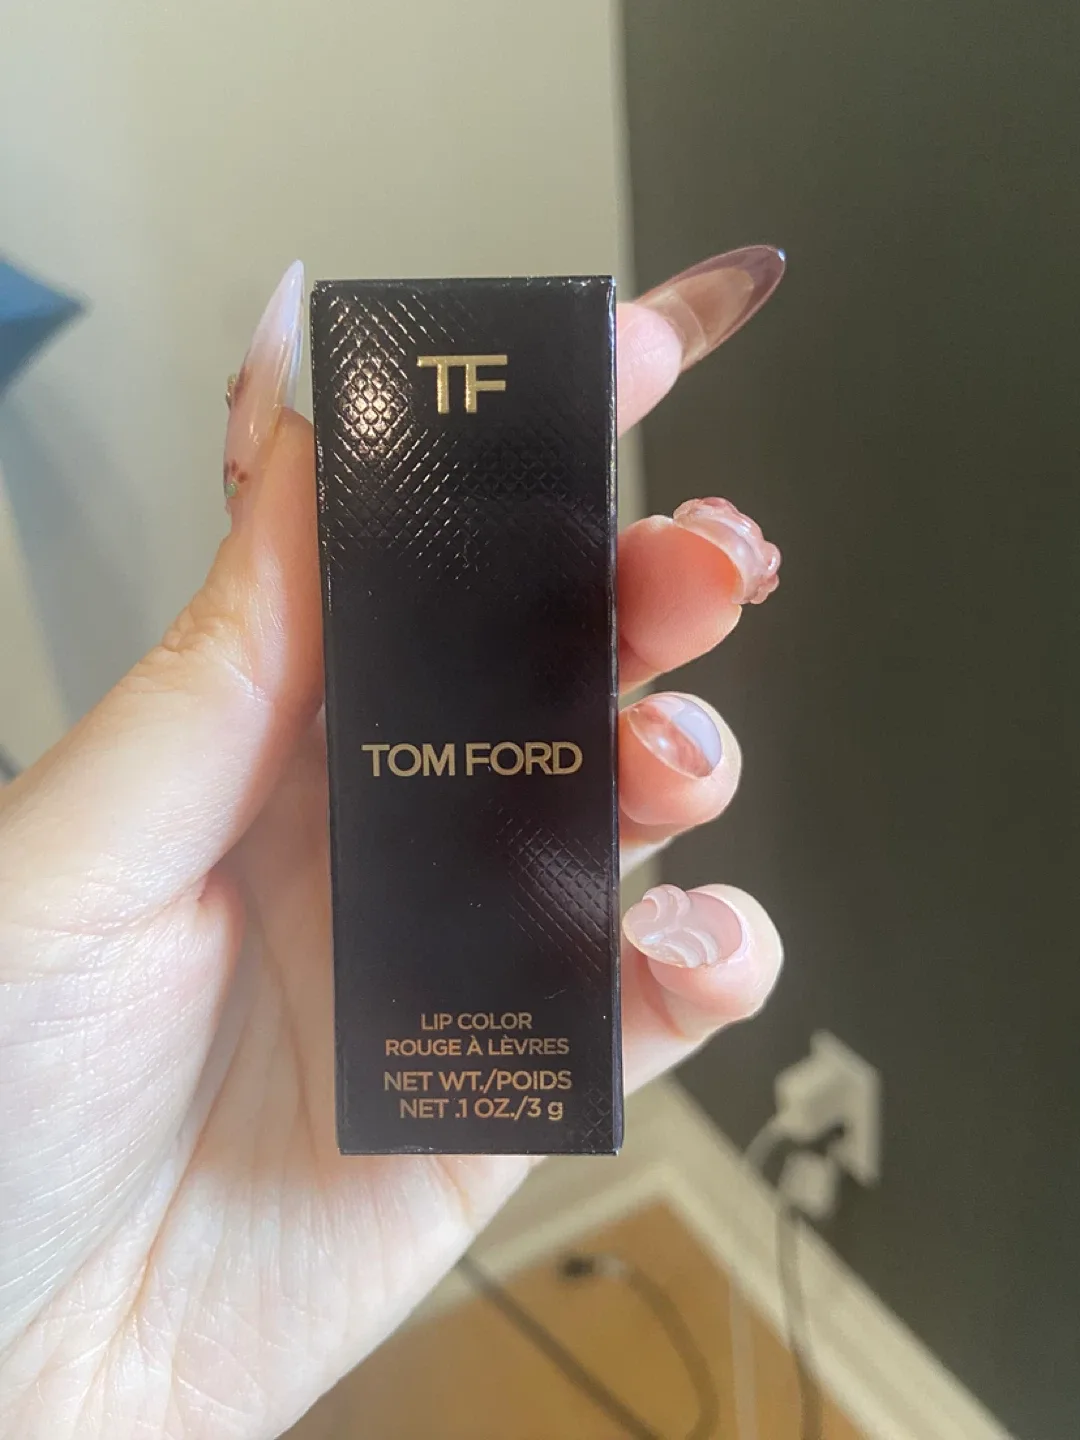 TF
TOM FORD
LIP COLOR
ROUGE À LÈVRES
NET WT./POIDS
NET .1 OZ./3 g